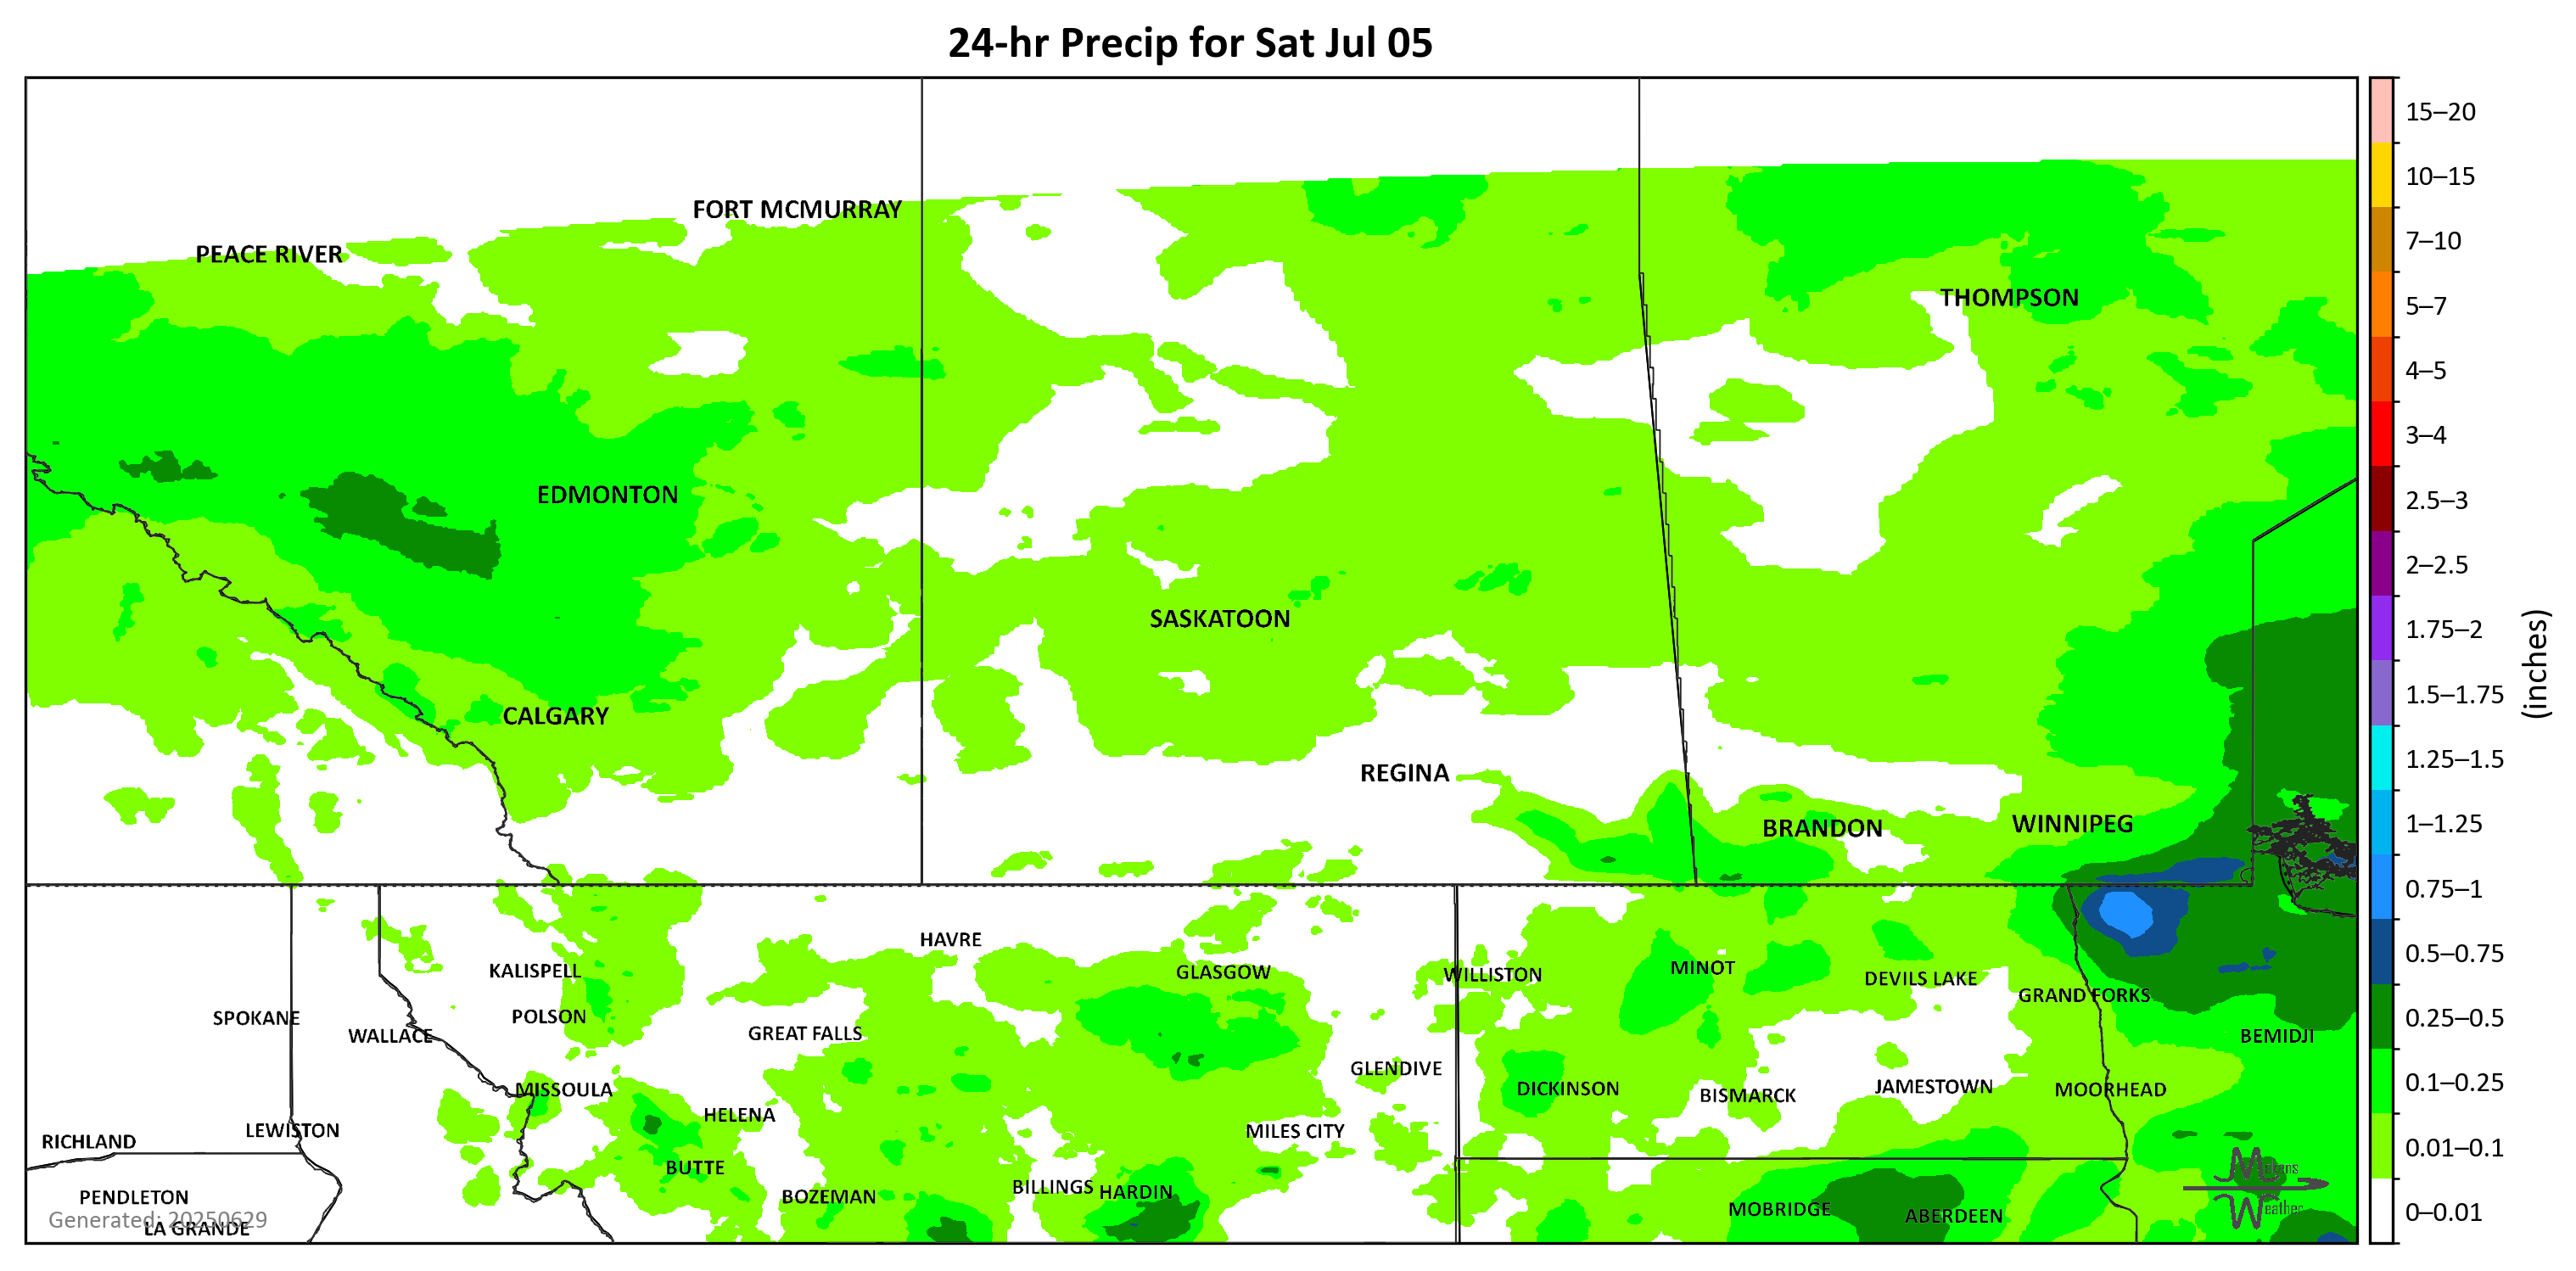 24-hr Precip for Sat Jul 05
FORT MCMURRAY
PEACE RIVER
THOMPSON
EDMONTON
SASKATOON
CALGARY
REGINA
BRANDON
WINNIPEG
HAVRE
KALISPELL
GLASGOW
WILLISTON
MINOT
DEVILS LAKE
GRAND FORKS
SPOKANE
POLSON
WALLACE
GREAT FALLS
BEMIDJI
GLENDIVE
MISSOULA
DICKINSON
BISMARCK
JAMESTOWN
MOORHEAD
HELENA
RICHLAND
LEWISTON
MILES CITY
BUTTE
PENDLETON
BOZEMAN
BILLINGS
HARDIN
MOBRIDGE
ABERDEEN
Generated: 20250629
LA GRANDE
Martens
Weather
15–20
10–15
7–10
5–7
4–5
3–4
2.5–3
2–2.5
1.75–2
1.5–1.75
1.25–1.5
1–1.25
0.75–1
0.5–0.75
0.25–0.5
0.1–0.25
0.01–0.1
0–0.01
(inches)